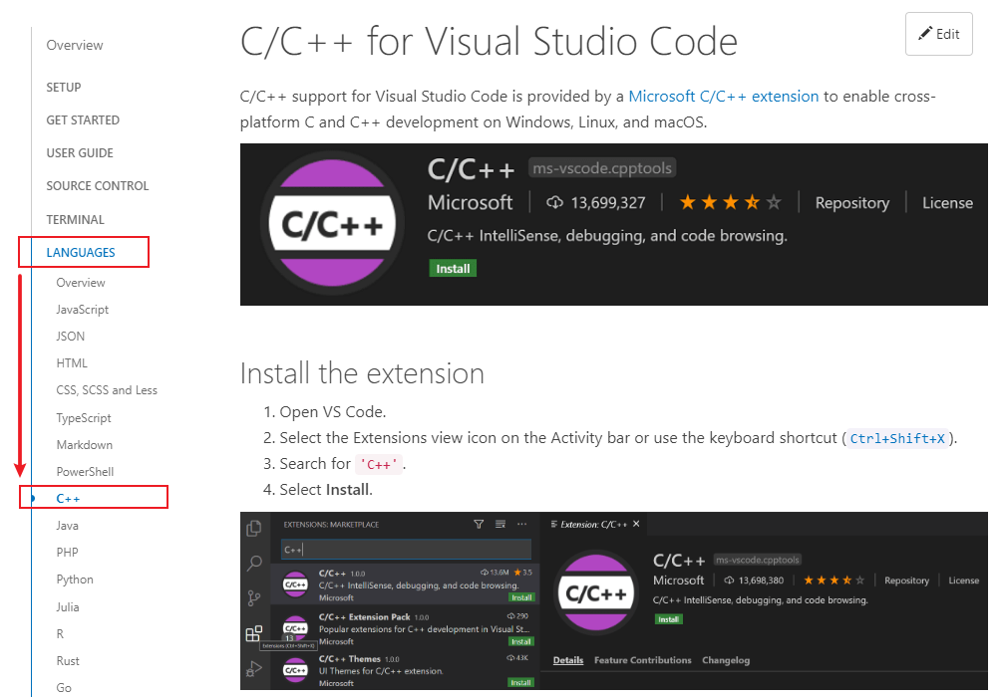 Overview
SETUP
GET STARTED
USER GUIDE
SOURCE CONTROL
TERMINAL
LANGUAGES
Overview
JavaScript
JSON
HTML
CSS, SCSS and Less
TypeScript
Markdown
PowerShell
C++
Java
PHP
Python
Julia
R
Rust
Go
C/C++ for Visual Studio Code
Edit
C/C++ support for Visual Studio Code is provided by a Microsoft C/C++ extension to enable cross-
platform C and C++ development on Windows, Linux, and macOS.
C/C++
C/C++ ms-vscode.cpptools
Microsoft 13,699,327 Repository License
C/C++ IntelliSense, debugging, and code browsing.
Install
Install the extension
1. Open VS Code.
2. Select the Extensions view icon on the Activity bar or use the keyboard shortcut (Ctrl+Shift+X).
3. Search for 'C++'.
4. Select Install.
EXTENSIONS: MARKETPLACE
C++
C/C++
C/C++ 1.0.0 13.6M 3.5
C/C++ IntelliSense, debugging, and code browsing.
Microsoft Install
C/C++
13
C/C++ Extension Pack 1.0.0 290
Popular extensions for C++ development in Visual St...
Microsoft Install
Extensions (Ctrl+Shift+X)
C/C++
C/C++ Themes 1.0.0 43K
UI Themes for C/C++ extension.
Microsoft Install
Extension: C/C++
C/C++
C/C++ ms-vscode.cpptools
Microsoft 13,698,380 Repository License
C/C++ IntelliSense, debugging, and code browsing.
Install
Details Feature Contributions Changelog